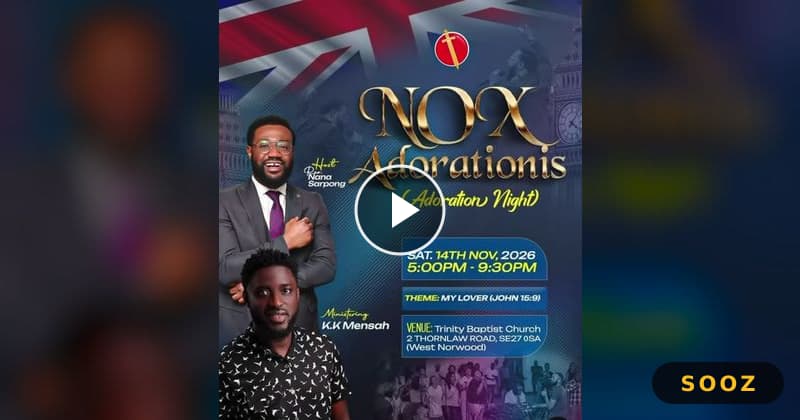 NOX
Adorationis
(Adoration Night)
Host
Rev. Nana
Sarpong
SAT. 14TH NOV, 2026
5:00PM - 9:30PM
THEME: MY LOVER (JOHN 15:9)
Ministering
K.K Mensah
VENUE: Trinity Baptist Church
2 THORNLAW ROAD, SE27 0SA
(West Norwood)
SOOZ